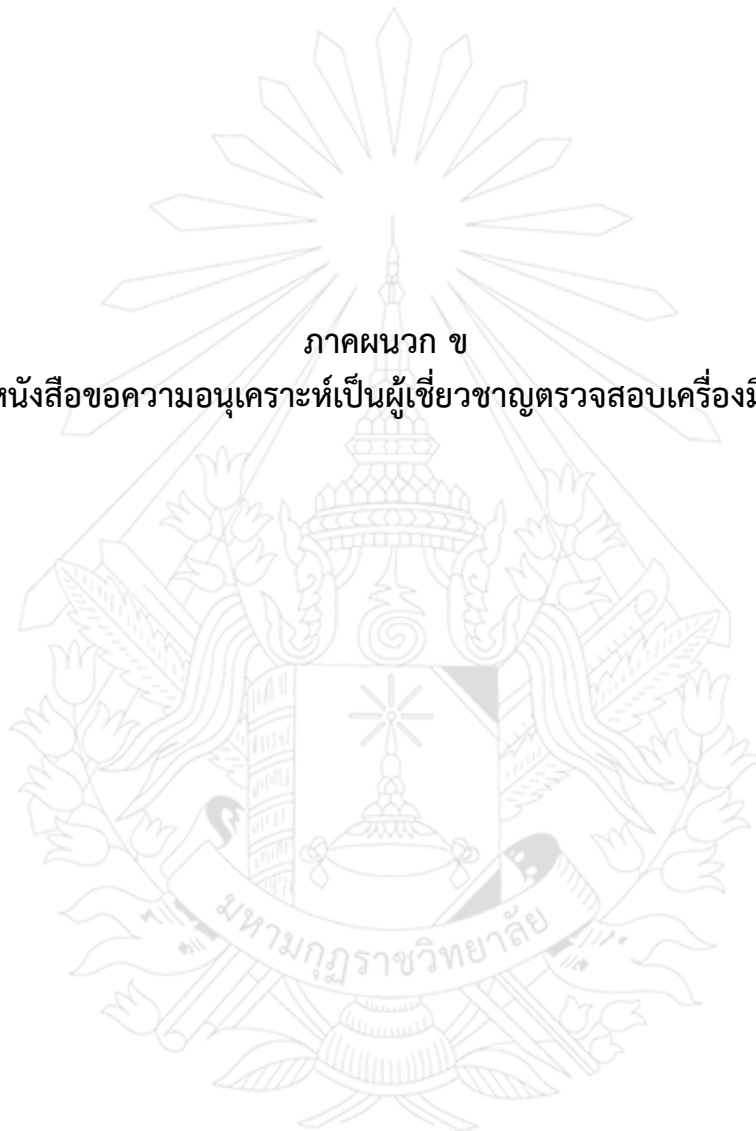 ภาคผนวก ข
หนังสือขอความอนุเคราะห์เป็นผู้เชี่ยวชาญตรวจสอบเครื่องมื
มหามกุฏราชวิทยาลัย